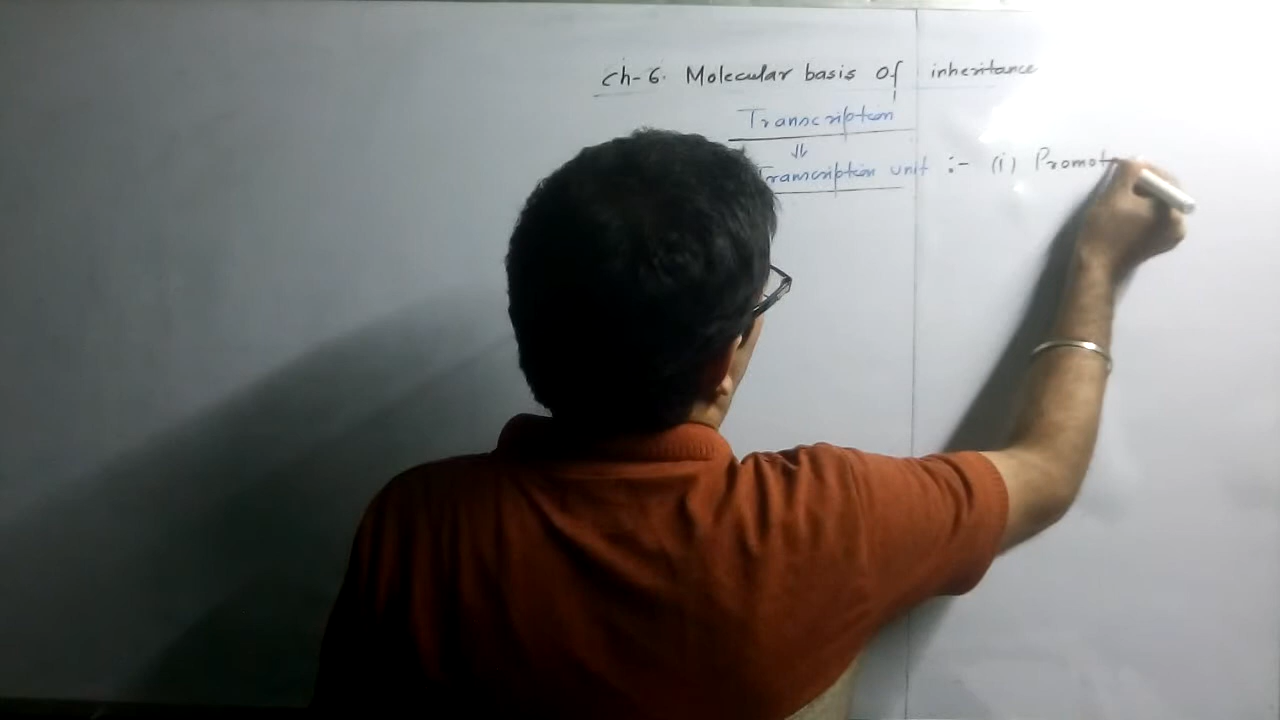 Ch-6. Molecular basis of inheritance
Transcription
⇓
Transcription unit :- (i) Promot